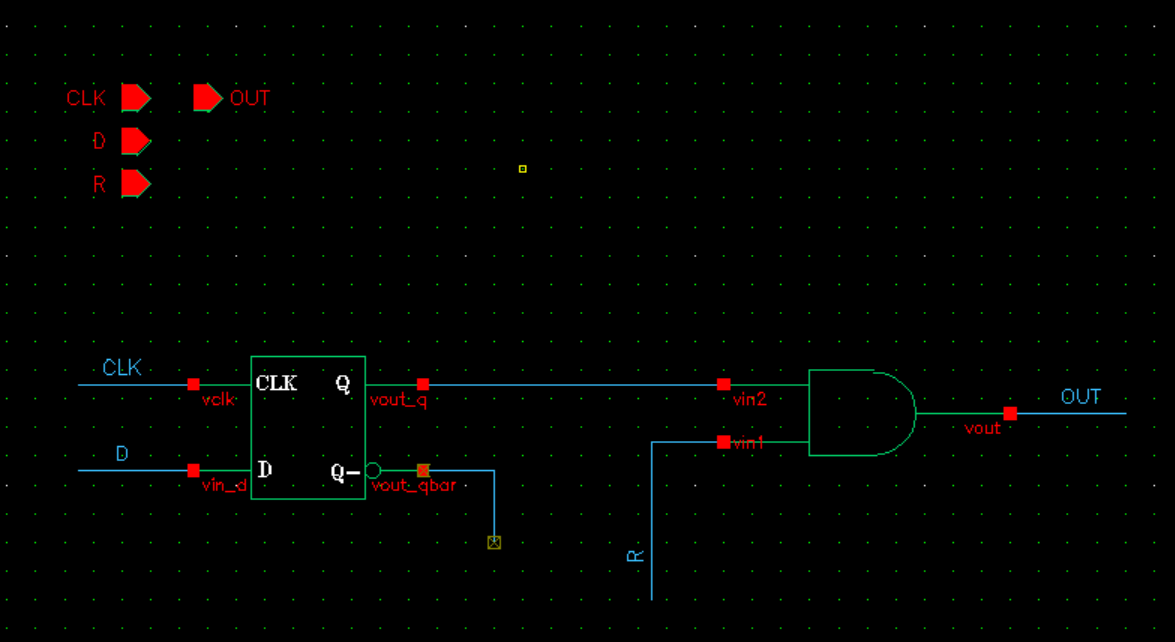 CLK OUT
D
R
CLK
CLK Q
vclk vout_q vin2
OUT
vout
vin1
D
D Q-
vin_d vout_qbar
R